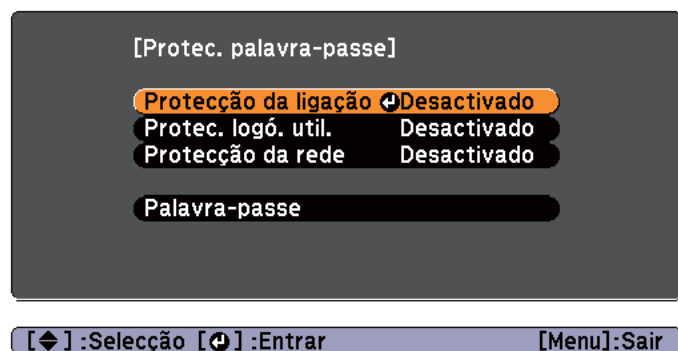 [Protec. palavra-passe]
Protecção da ligação Desactivado
Protec. logó. util. Desactivado
Protecção da rede Desactivado
Palavra-passe
[◆] :Selecção [↵] :Entrar [Menu]:Sair